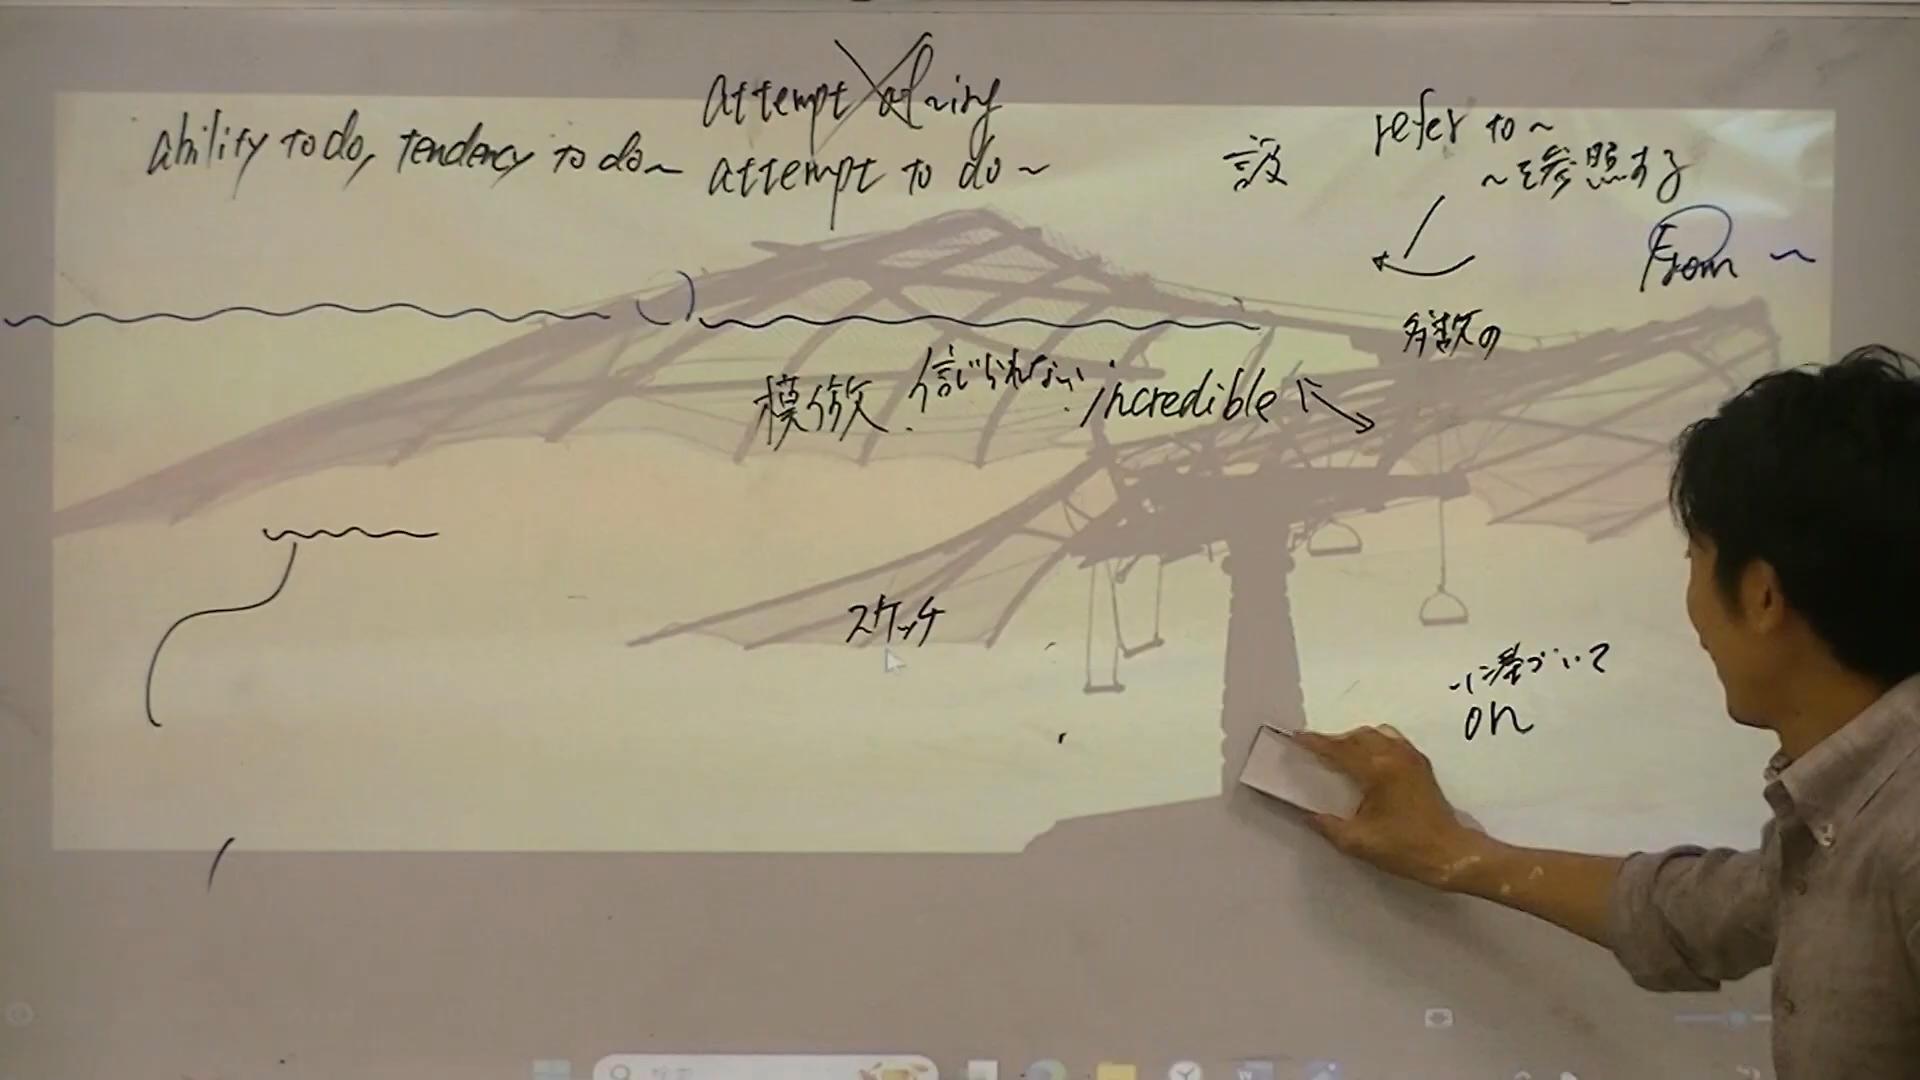 attempt of ~ing
ability to do, tendency to do~
attempt to do ~
設
refer to ~
~を参照する
From ~
多数の
模倣. 信じられない. incredible
スケッチ
~に基づいて
on